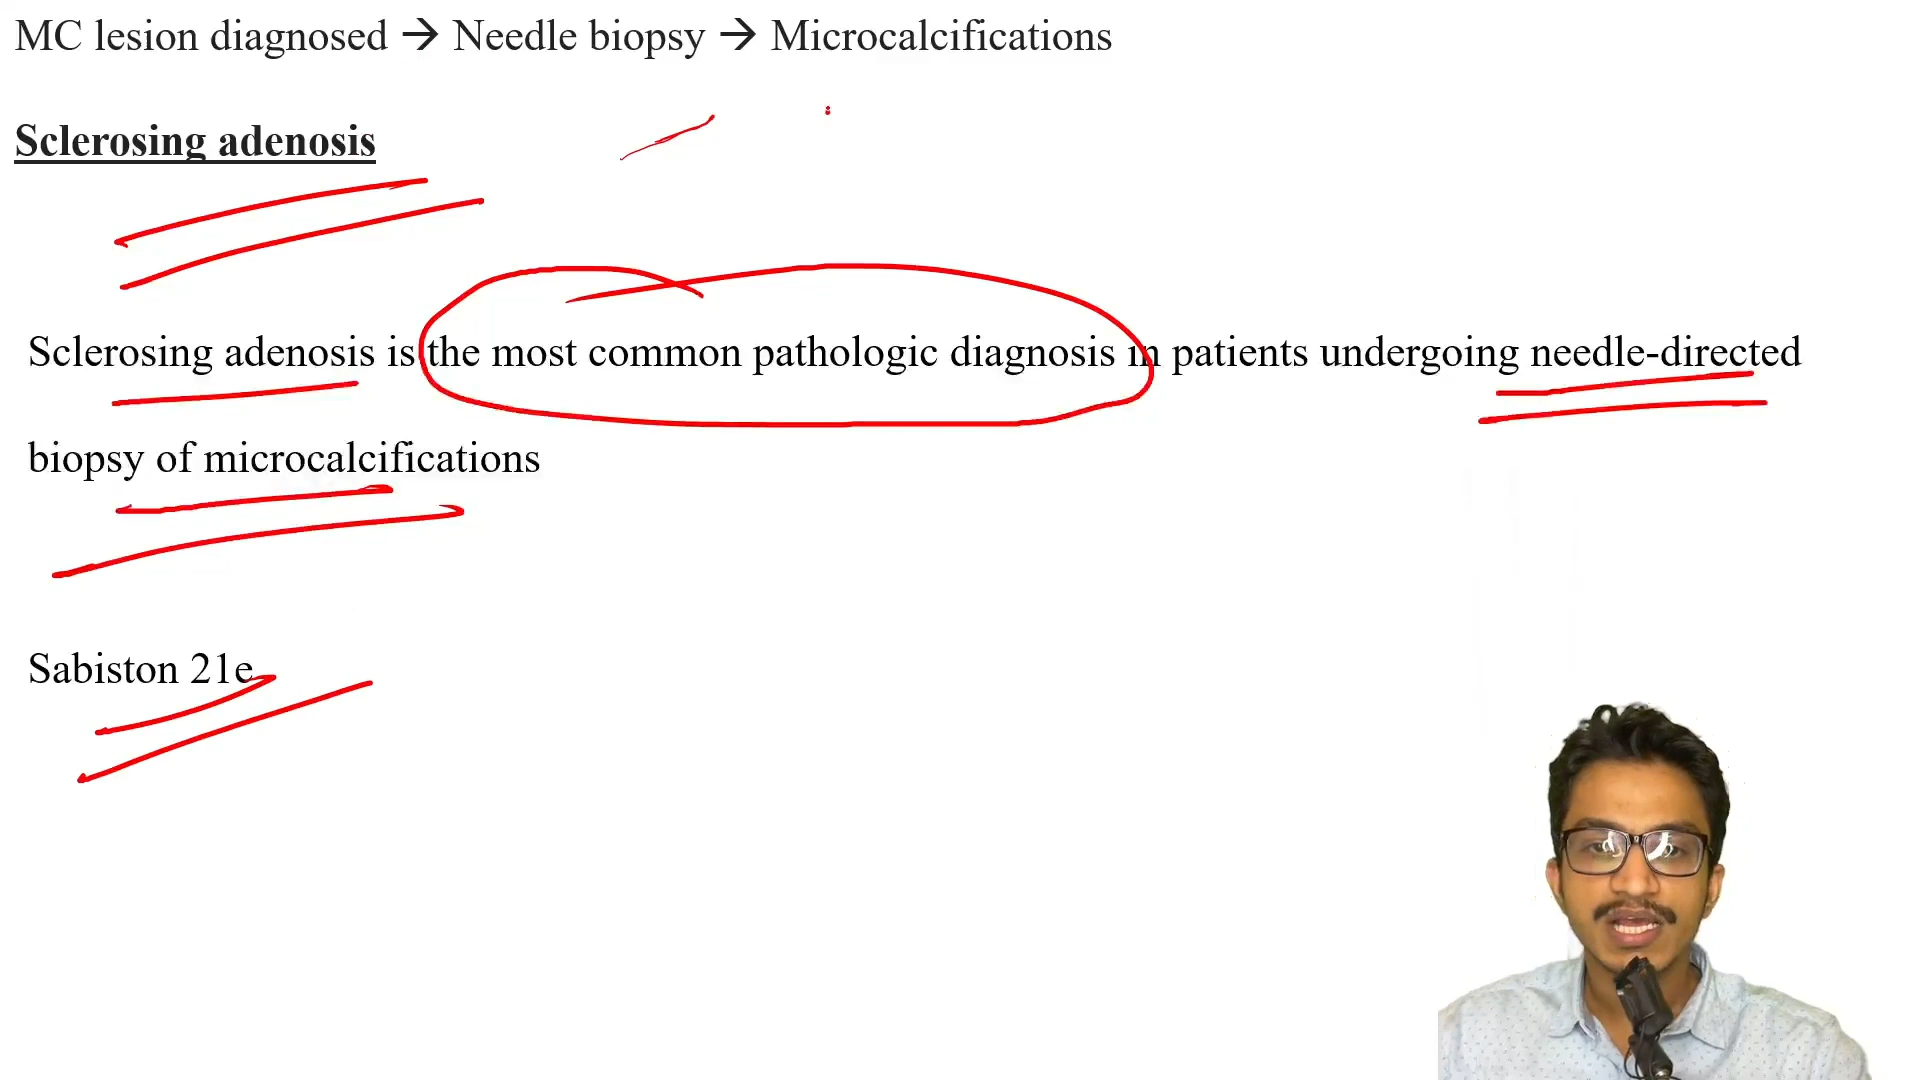 MC lesion diagnosed → Needle biopsy → Microcalcifications
Sclerosing adenosis
Sclerosing adenosis is the most common pathologic diagnosis in patients undergoing needle-directed
biopsy of microcalcifications
Sabiston 21e